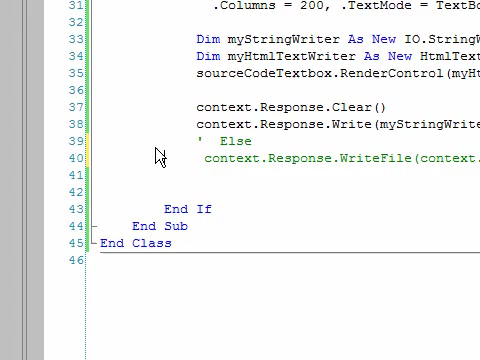 31 .Columns = 200, .TextMode = TextBo
32
33 Dim myStringWriter As New IO.StringW
34 Dim myHtmlTextWriter As New HtmlText
35 sourceCodeTextbox.RenderControl(myHt
36
37 context.Response.Clear()
38 context.Response.Write(myStringWrite
39 ' Else
40 context.Response.WriteFile(context.
41
42
43 End If
44 End Sub
45 End Class
46